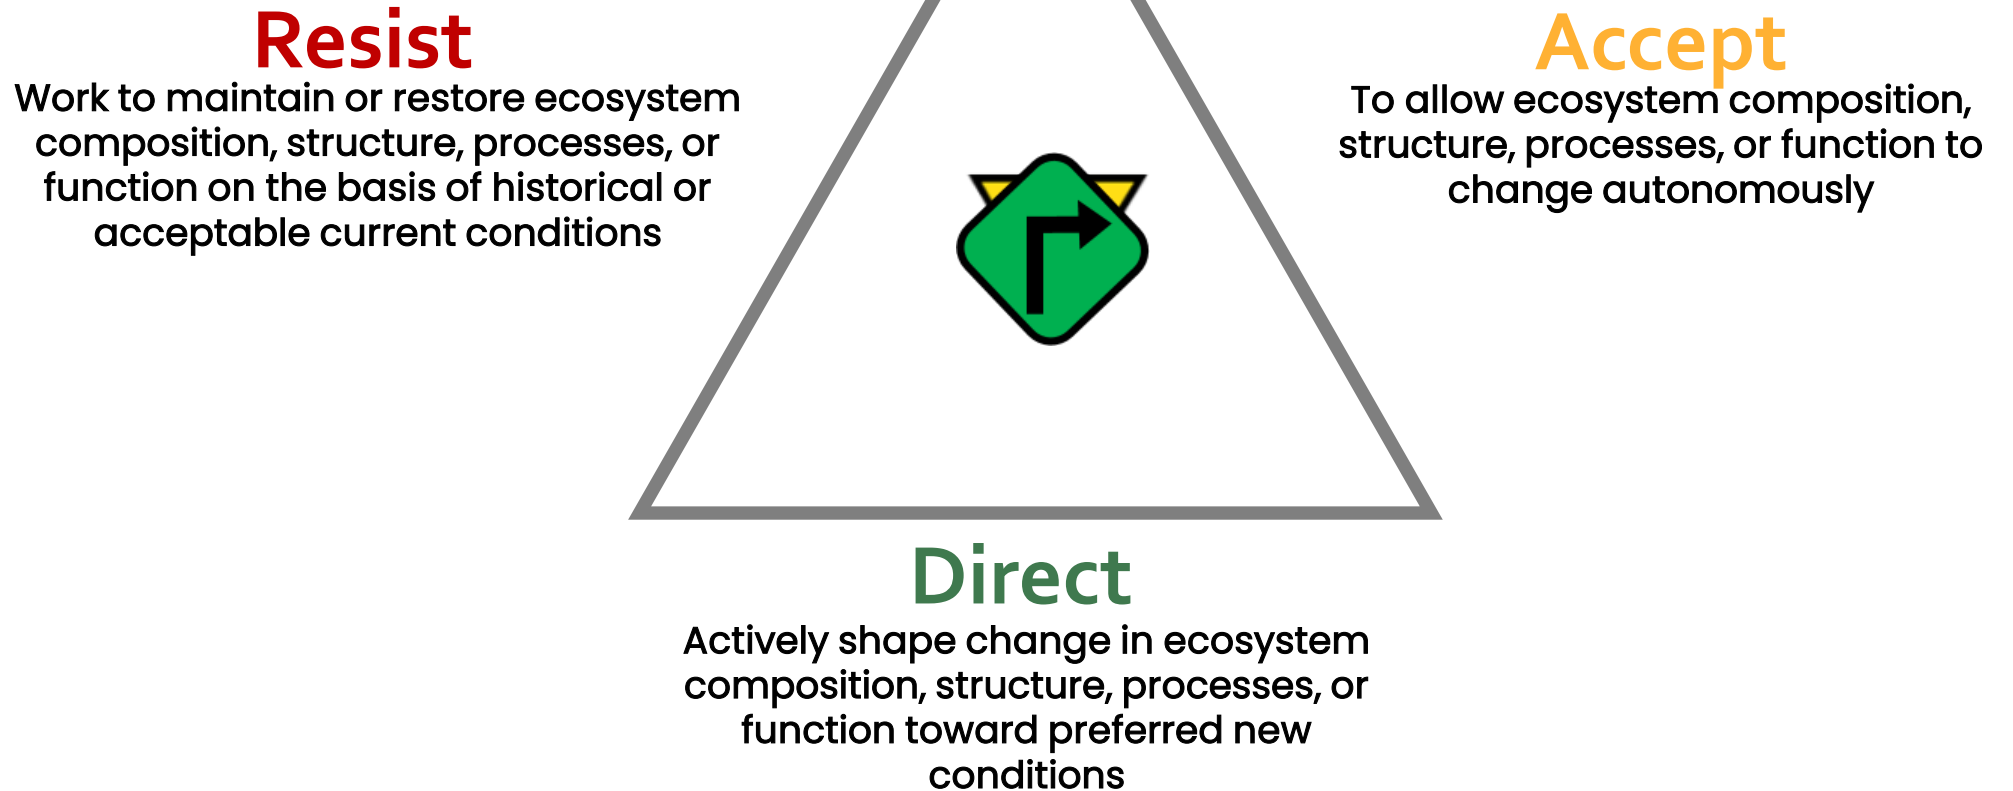 Resist
Work to maintain or restore ecosystem
composition, structure, processes, or
function on the basis of historical or
acceptable current conditions
Accept
To allow ecosystem composition,
structure, processes, or function to
change autonomously
Direct
Actively shape change in ecosystem
composition, structure, processes, or
function toward preferred new
conditions